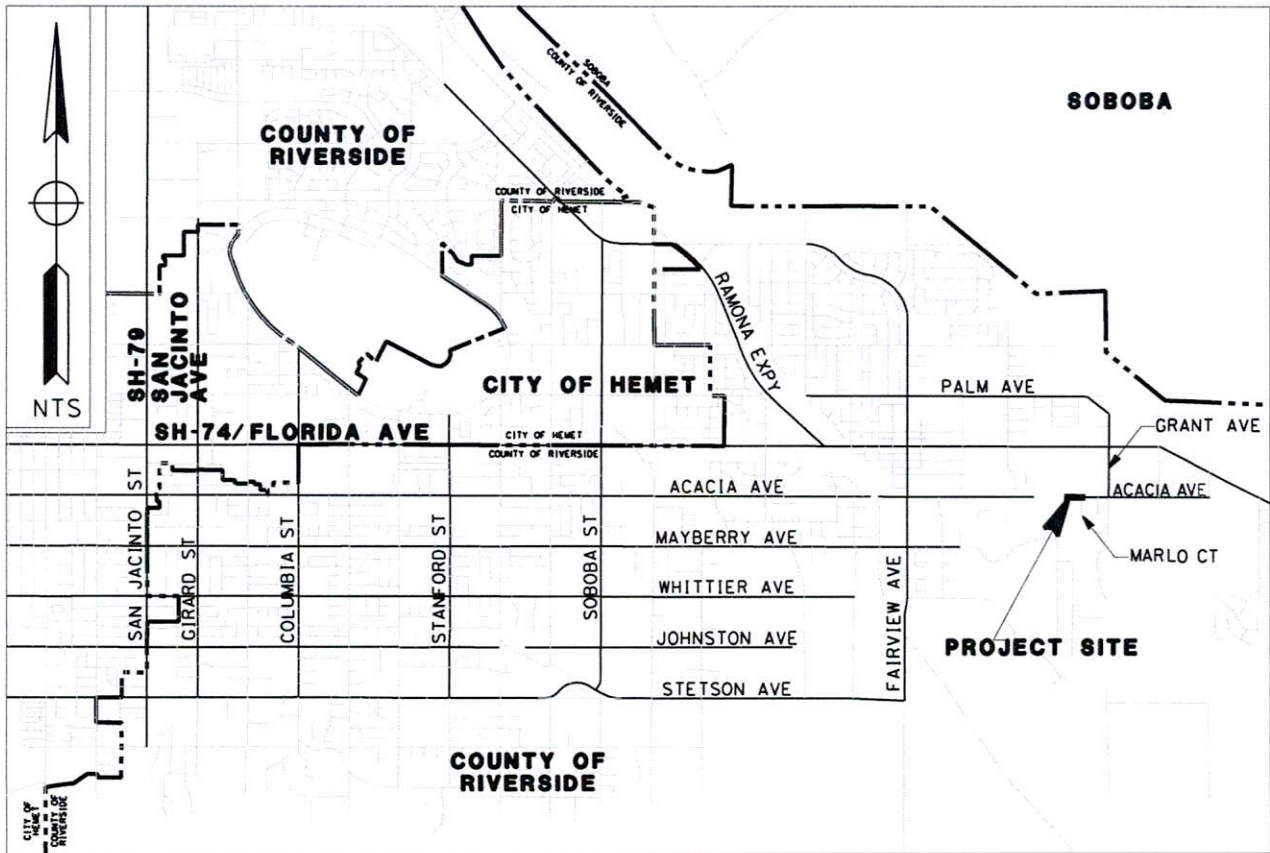 SOBOBA
COUNTY OF RIVERSIDE
SOBOBA
COUNTY OF
RIVERSIDE
COUNTY OF RIVERSIDE
CITY OF HEMET
SH-79
SAN
JACINTO
AVE
RAMONA EXPY
NTS
CITY OF HEMET
PALM AVE
GRANT AVE
SH-74/FLORIDA AVE
CITY OF HEMET
COUNTY OF RIVERSIDE
ACACIA AVE
ACACIA AVE
SAN JACINTO ST
GIRARD ST
COLUMBIA ST
STANFORD ST
SOBOBA ST
MAYBERRY AVE
MARLO CT
WHITTIER AVE
FAIRVIEW AVE
JOHNSTON AVE
PROJECT SITE
STETSON AVE
COUNTY OF
RIVERSIDE
CITY OF
HEMET
COUNTY OF
RIVERSIDE